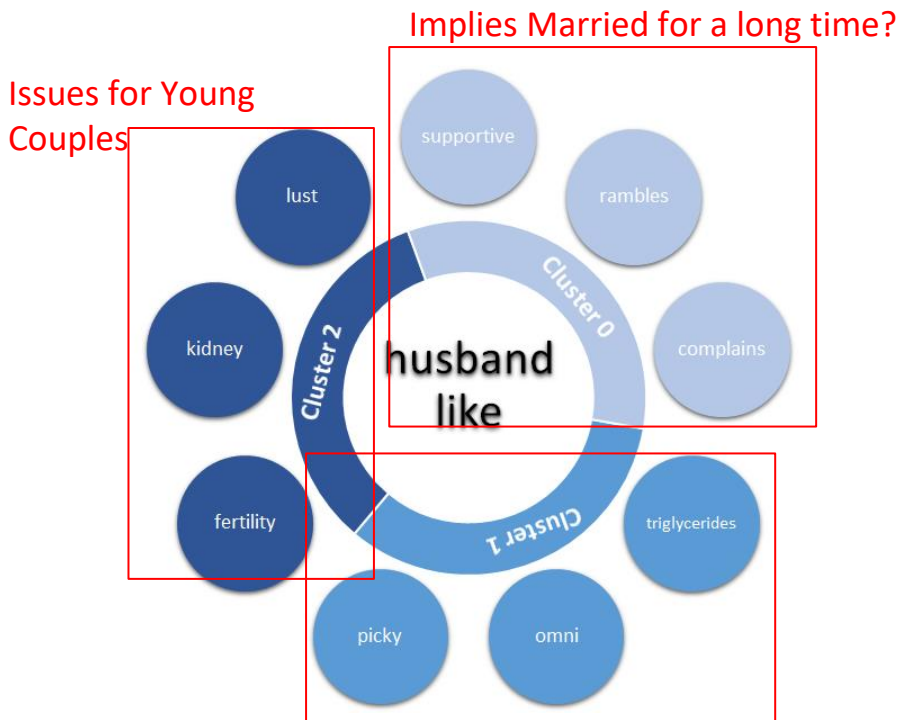 Implies Married for a long time?
Issues for Young
Couples
supportive
lust
rambles
Cluster 0
kidney
Cluster 2
husband
like
complains
fertility
Cluster 1
triglycerides
picky
omni